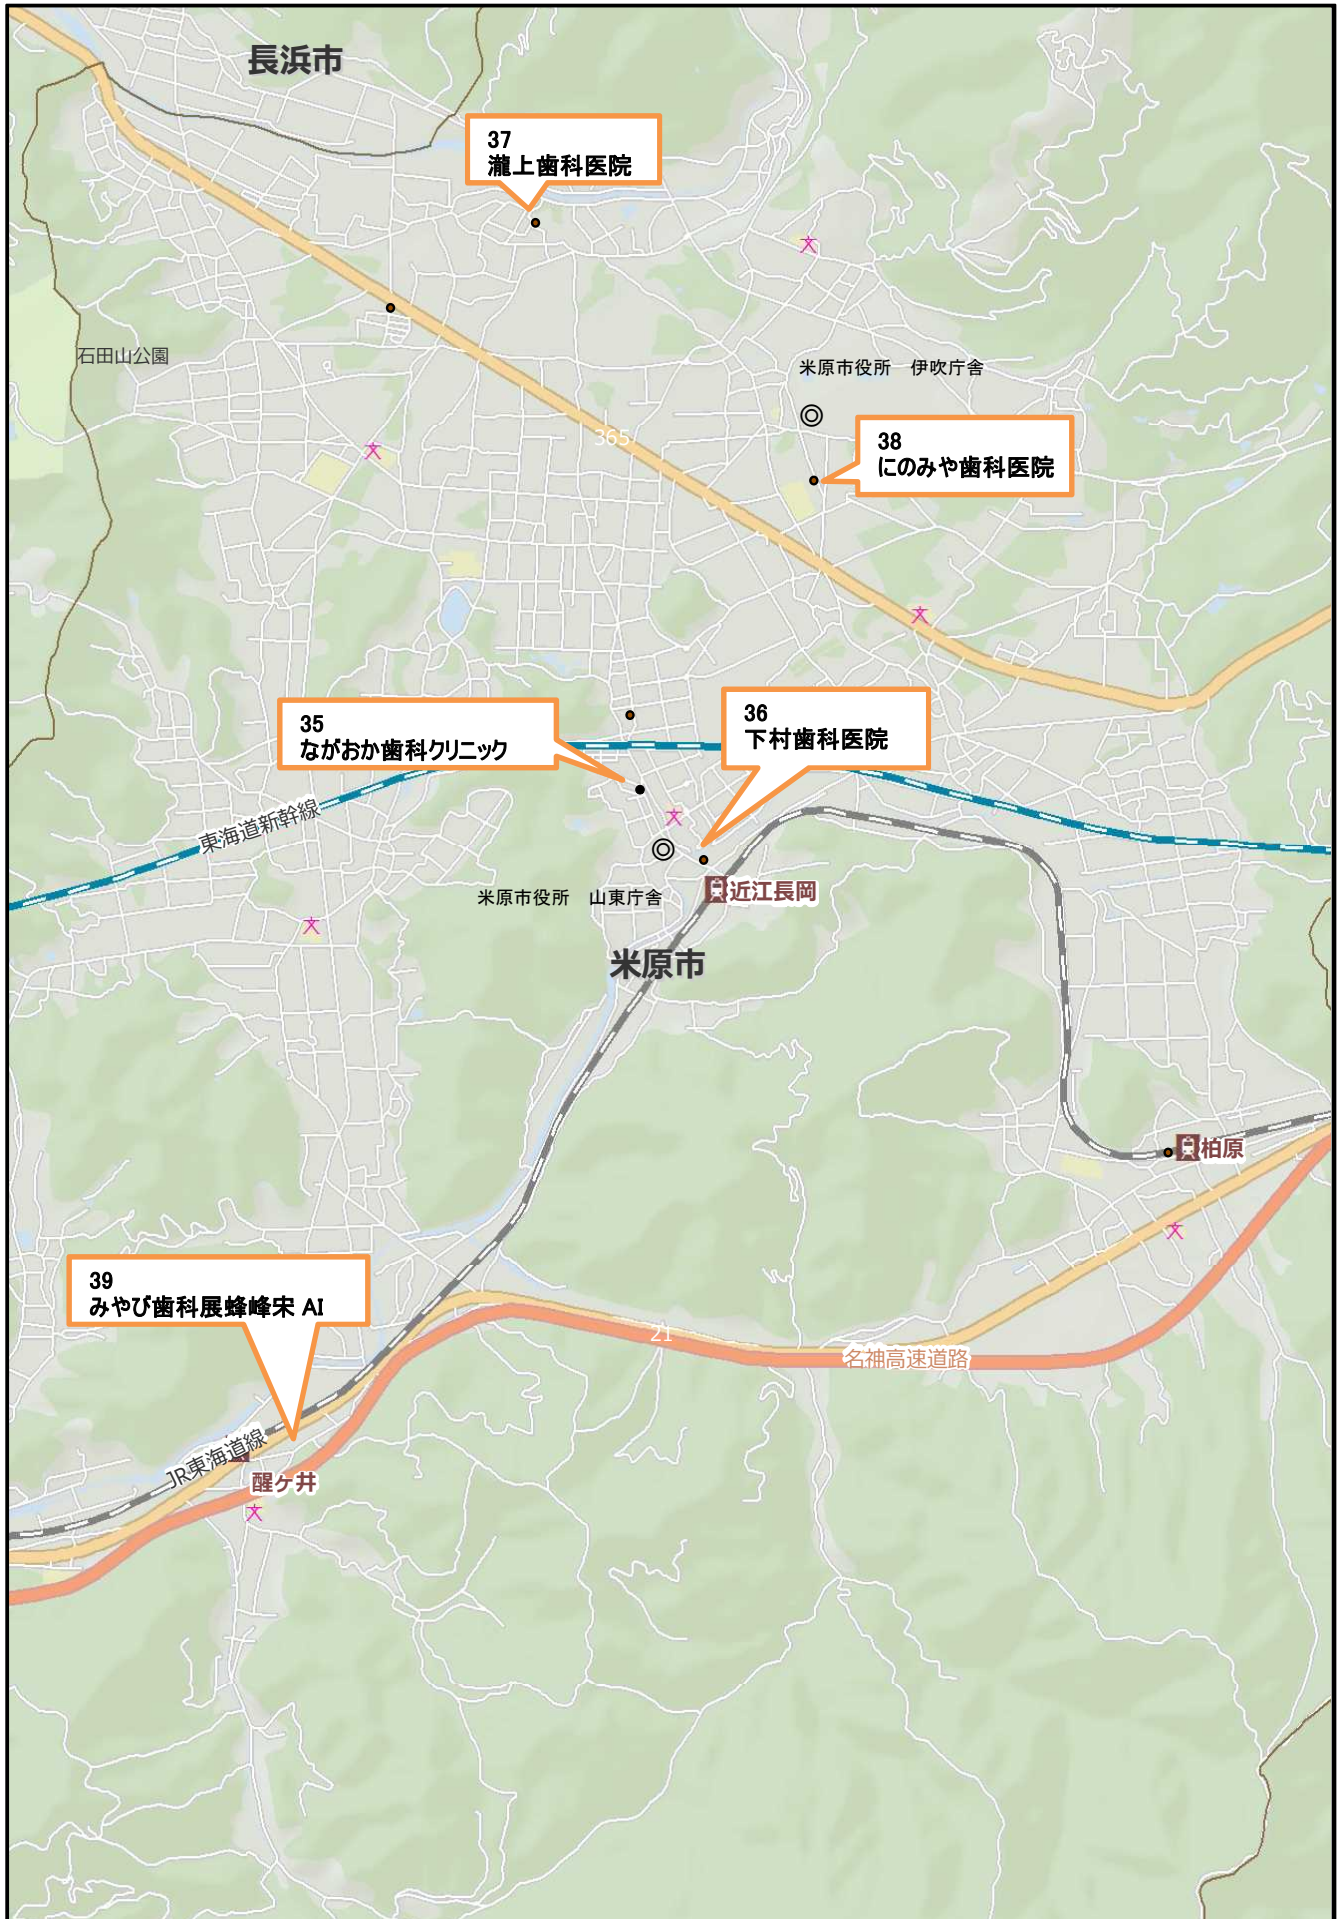 長浜市
37
瀧上歯科医院
石田山公園
米原市役所　伊吹庁舎
365
38
にのみや歯科医院
35
ながおか歯科クリニック
36
下村歯科医院
東海道新幹線
米原市役所　山東庁舎
近江長岡
米原市
柏原
39
みやび歯科展蜂峰宋 AI
21
名神高速道路
JR東海道線
醒ヶ井